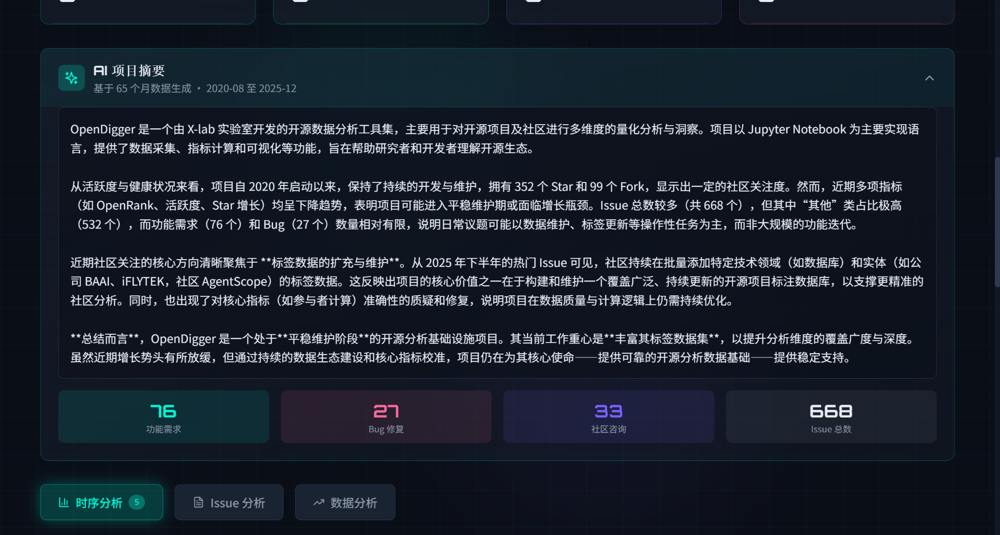 AI 项目摘要
基于 65 个月数据生成 • 2020-08 至 2025-12
OpenDigger 是一个由 X-lab 实验室开发的开源数据分析工具集，主要用于对开源项目及社区进行多维度的量化分析与洞察。项目以 Jupyter Notebook 为主要实现语
言，提供了数据采集、指标计算和可视化等功能，旨在帮助研究者和开发者理解开源生态。
从活跃度与健康状况来看，项目自 2020 年启动以来，保持了持续的开发与维护，拥有 352 个 Star 和 99 个 Fork，显示出一定的社区关注度。然而，近期多项指标
（如 OpenRank、活跃度、Star 增长）均呈下降趋势，表明项目可能进入平稳维护期或面临增长瓶颈。Issue 总数较多（共 668 个），但其中“其他”类占比极高
（532 个），而功能需求（76 个）和 Bug（27 个）数量相对有限，说明日常议题可能以数据维护、标签更新等操作性任务为主，而非大规模的功能迭代。
近期社区关注的核心方向清晰聚焦于 **标签数据的扩充与维护**。从 2025 年下半年的热门 Issue 可见，社区持续在批量添加特定技术领域（如数据库）和实体（如公
司 BAAI、iFLYTEK，社区 AgentScope）的标签数据。这反映出项目的核心价值之一在于构建和维护一个覆盖广泛、持续更新的开源项目标注数据库，以支撑更精准的
社区分析。同时，也出现了对核心指标（如参与者计算）准确性的质疑和修复，说明项目在数据质量与计算逻辑上仍需持续优化。
**总结而言**，OpenDigger 是一个处于**平稳维护阶段**的开源分析基础设施项目。其当前工作重心是**丰富其标签数据集**，以提升分析维度的覆盖广度与深度。
虽然近期增长势头有所放缓，但通过持续的数据生态建设和核心指标校准，项目仍在为其核心使命——提供可靠的开源分析数据基础——提供稳定支持。
76
功能需求
27
Bug 修复
33
社区咨询
668
Issue 总数
时序分析 5
Issue 分析
数据分析